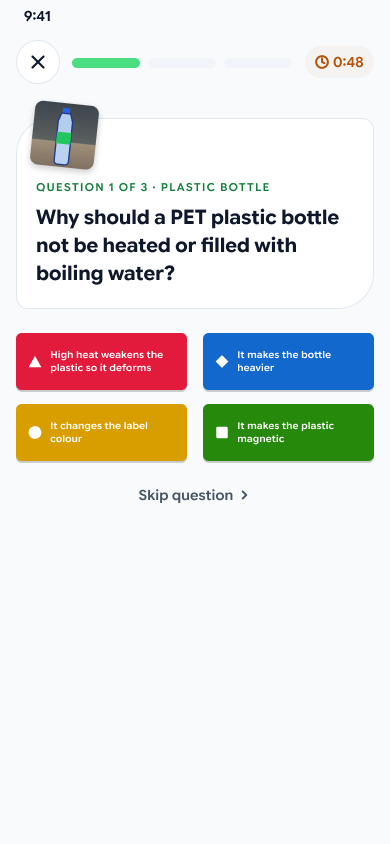 9:41
0:48
QUESTION 1 OF 3 • PLASTIC BOTTLE
Why should a PET plastic bottle
not be heated or filled with
boiling water?
High heat weakens the
plastic so it deforms
It makes the bottle
heavier
It changes the label
colour
It makes the plastic
magnetic
Skip question